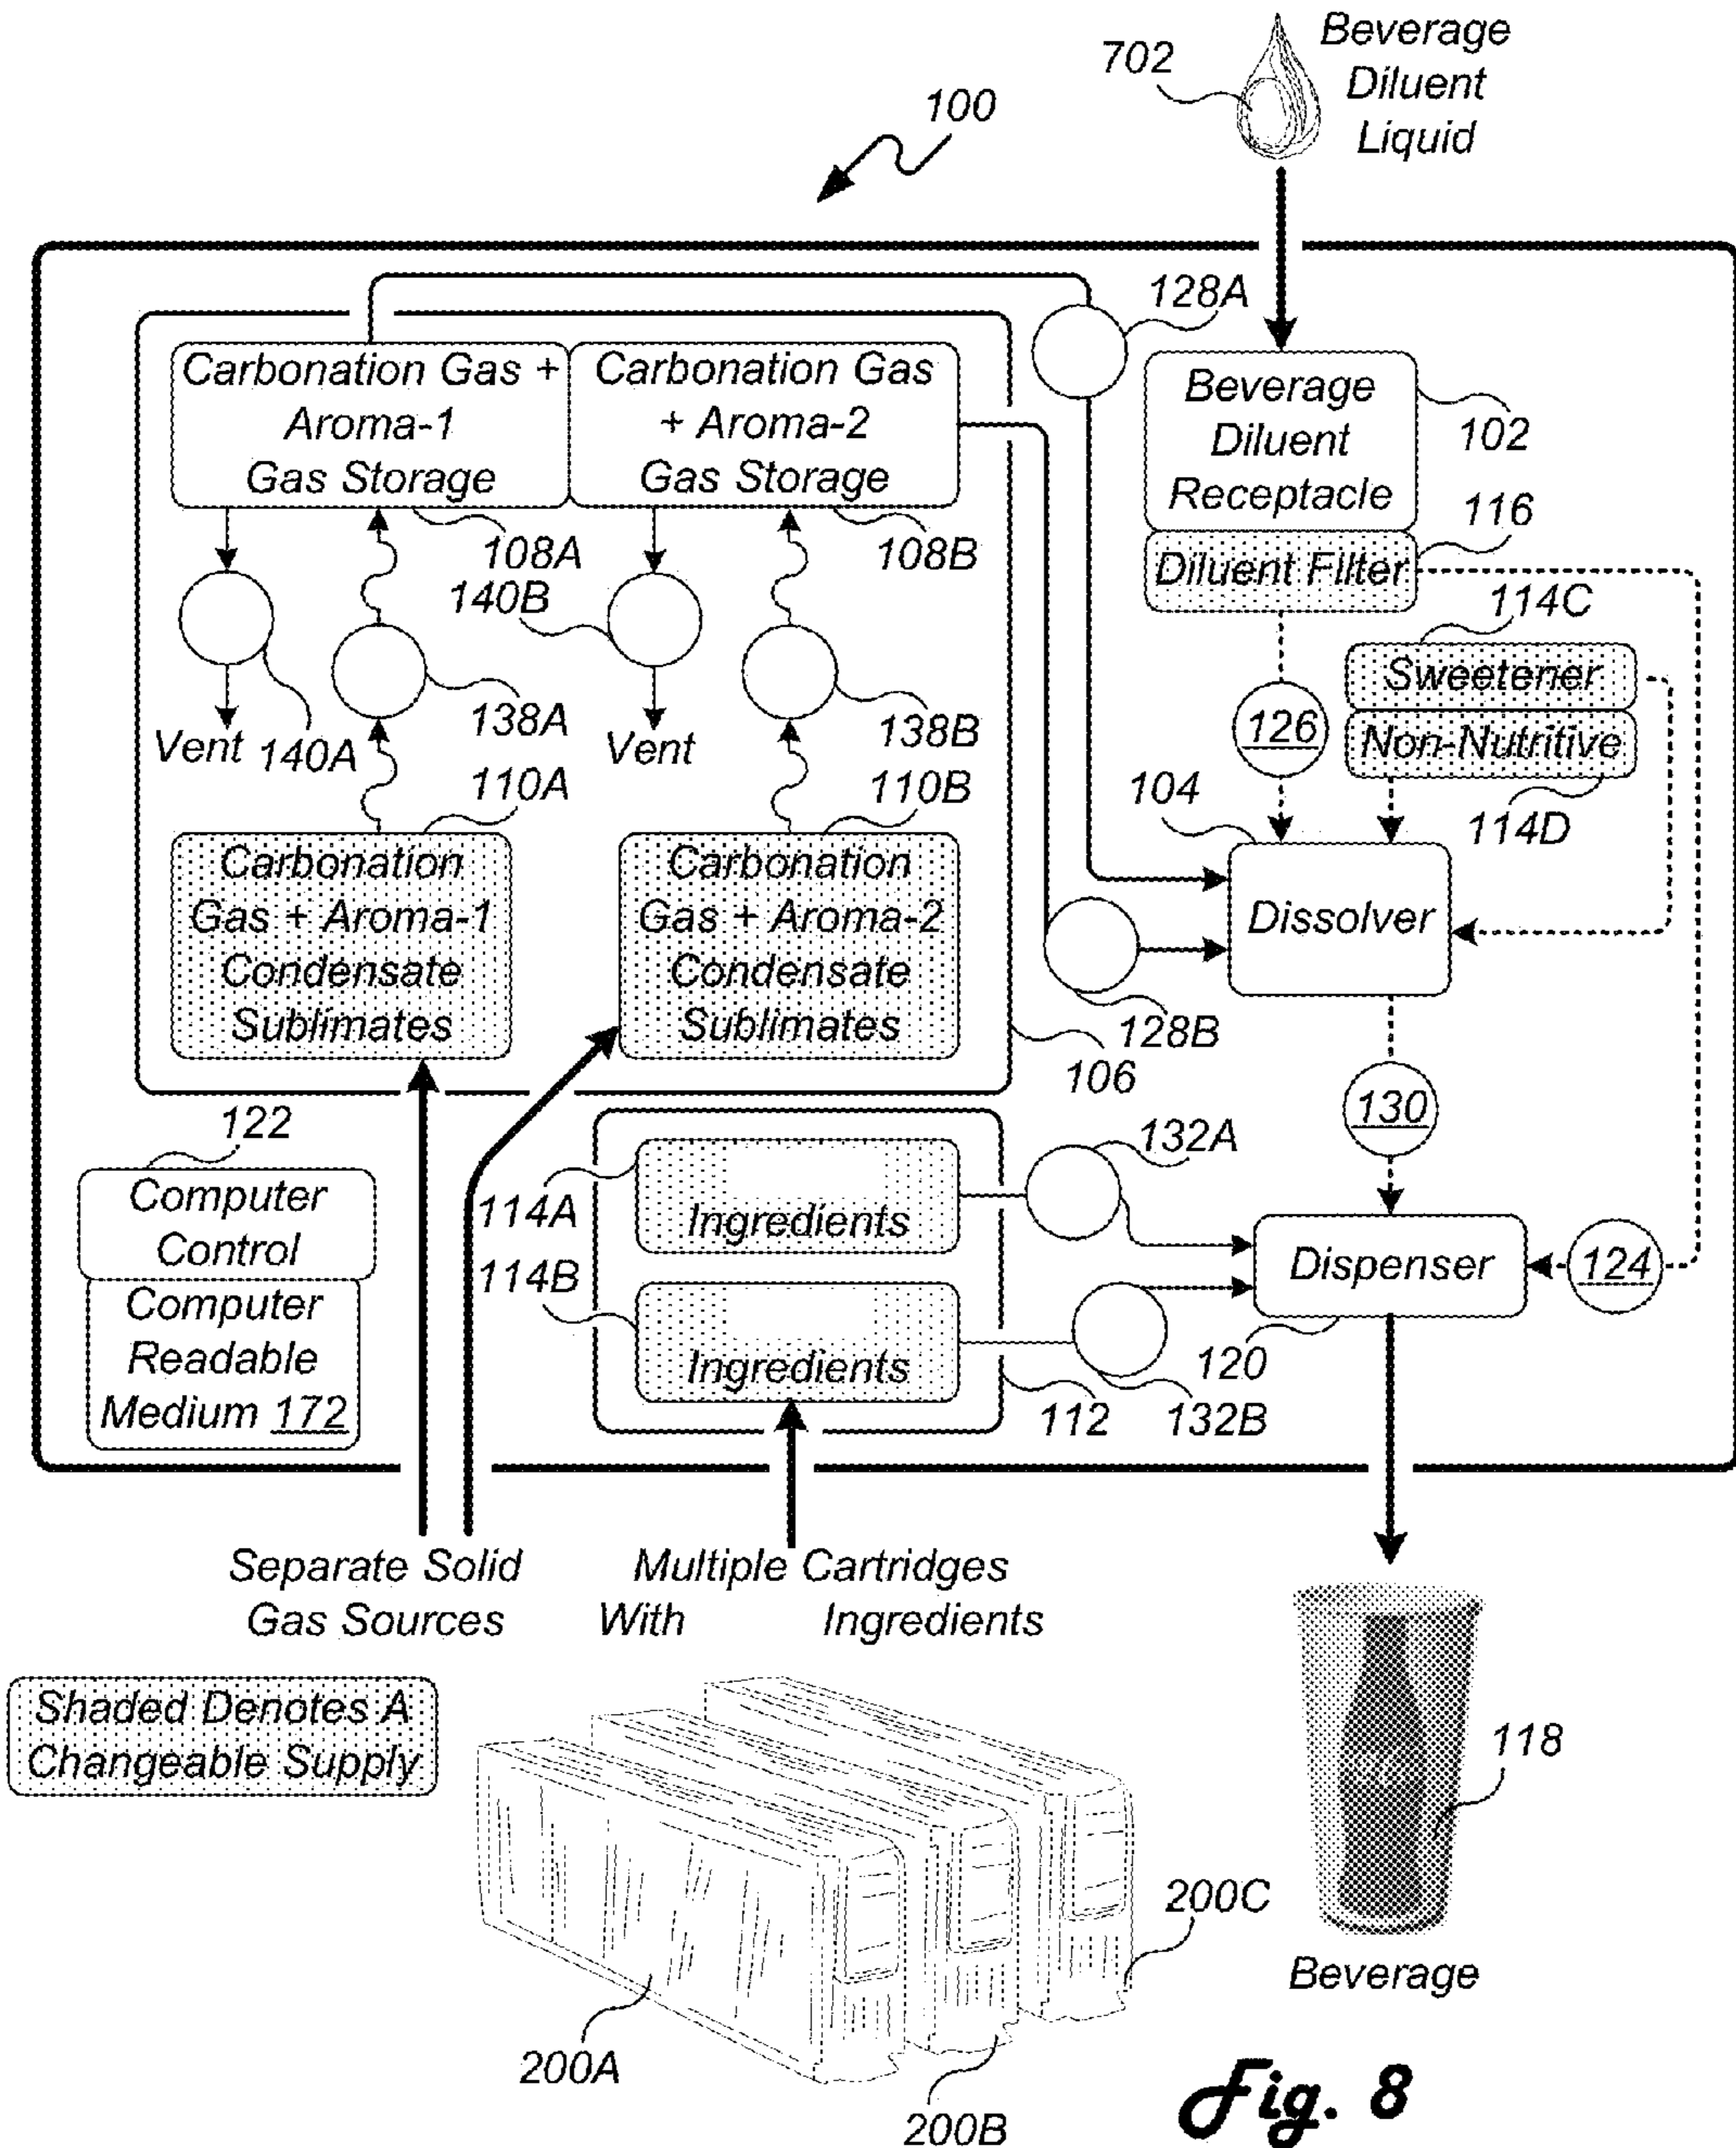 702
Beverage
Diluent
Liquid
100
128A
Carbonation Gas +
Aroma-1
Gas Storage
Carbonation Gas
+ Aroma-2
Gas Storage
Beverage
Diluent
Receptacle
102
116
Diluent Filter
108A
108B
140B
114C
Sweetener
Non-Nutritive
126
138A
138B
Vent
140A
Vent
110A
110B
104
114D
Carbonation
Gas + Aroma-1
Condensate
Sublimates
Carbonation
Gas + Aroma-2
Condensate
Sublimates
Dissolver
128B
106
130
122
Computer
Control
Computer
Readable
Medium 172
114A
Ingredients
132A
114B
Ingredients
Dispenser
124
120
112
132B
Separate Solid
Gas Sources
Multiple Cartridges
With Ingredients
Shaded Denotes A
Changeable Supply
118
200C
Beverage
200A
200B
Fig. 8